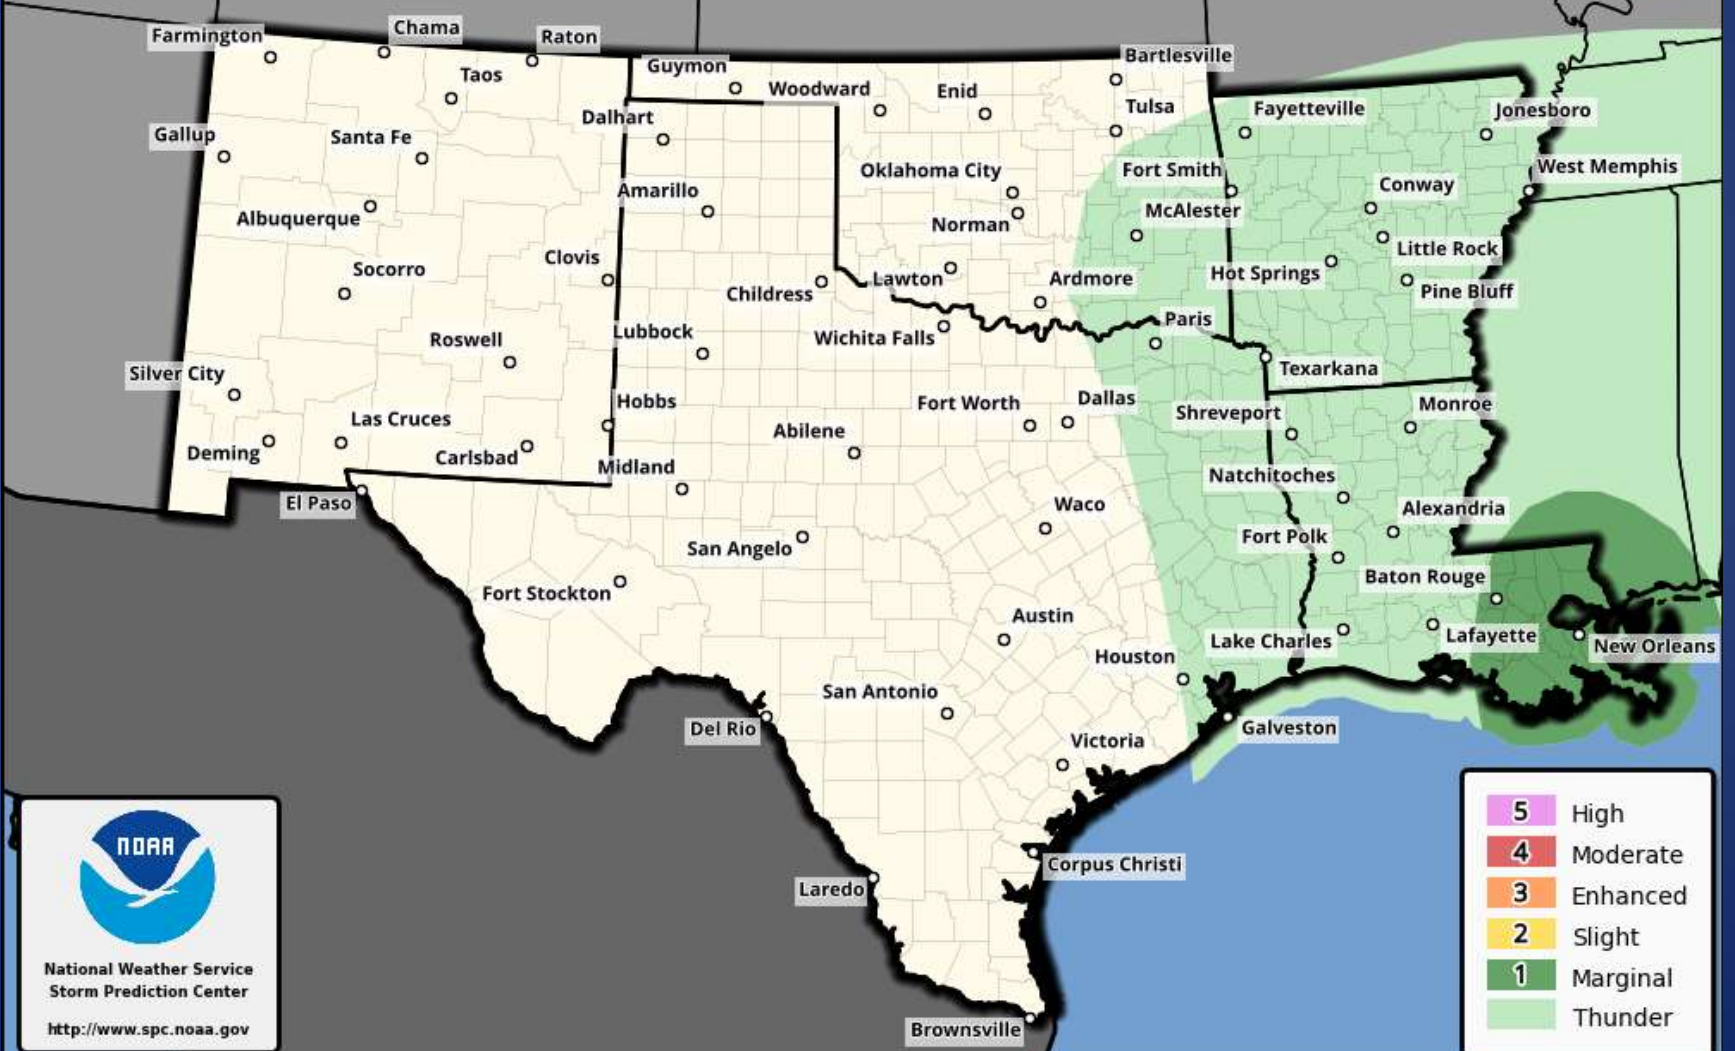 Farmington
Chama
Raton
Taos
Guymon
Woodward
Enid
Bartlesville
Tulsa
Fayetteville
Jonesboro
Dalhart
Gallup
Santa Fe
Oklahoma City
Fort Smith
West Memphis
Conway
Amarillo
Albuquerque
Norman
McAlester
Little Rock
Clovis
Socorro
Childress
Lawton
Ardmore
Hot Springs
Pine Bluff
Roswell
Lubbock
Wichita Falls
Paris
Texarkana
Silver City
Las Cruces
Hobbs
Fort Worth
Dallas
Shreveport
Monroe
Deming
Carlsbad
Midland
Abilene
Natchitoches
El Paso
Waco
Alexandria
San Angelo
Fort Polk
Fort Stockton
Baton Rouge
Austin
Lake Charles
Lafayette
New Orleans
Houston
San Antonio
Del Rio
Victoria
Galveston
Laredo
Corpus Christi
Brownsville
NOAA
National Weather Service
Storm Prediction Center
http://www.spc.noaa.gov
5 High
4 Moderate
3 Enhanced
2 Slight
1 Marginal
Thunder